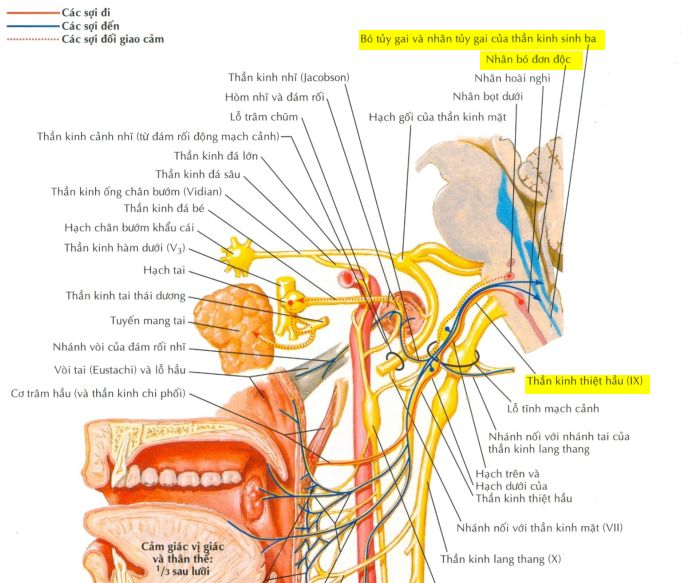 Các sợi đi
Các sợi đến
Các sợi đối giao cảm
Bó tủy gai và nhân tủy gai của thần kinh sinh ba
Nhân bó đơn độc
Nhân hoài nghi
Nhân bọt dưới
Hạch gối của thần kinh mặt
Thần kinh nhĩ (Jacobson)
Hòm nhĩ và đám rối
Lỗ trâm chũm
Thần kinh cảnh nhĩ (từ đám rối động mạch cảnh)
Thần kinh đá lớn
Thần kinh đá sâu
Thần kinh ống chân bướm (Vidian)
Thần kinh đá bé
Hạch chân bướm khẩu cái
Thần kinh hàm dưới (V3)
Hạch tai
Thần kinh tai thái dương
Tuyến mang tai
Nhánh vòi của đám rối nhĩ
Vòi tai (Eustachi) và lỗ hầu
Cơ trâm hầu (và thần kinh chi phối)
Thần kinh thiệt hầu (IX)
Lỗ tĩnh mạch cảnh
Nhánh nối với nhánh tai của
thần kinh lang thang
Hạch trên và
Hạch dưới của
Thần kinh thiệt hầu
Nhánh nối với thần kinh mặt (VII)
Thần kinh lang thang (X)
Cảm giác vị giác
và thân thể:
1/3 sau lưỡi